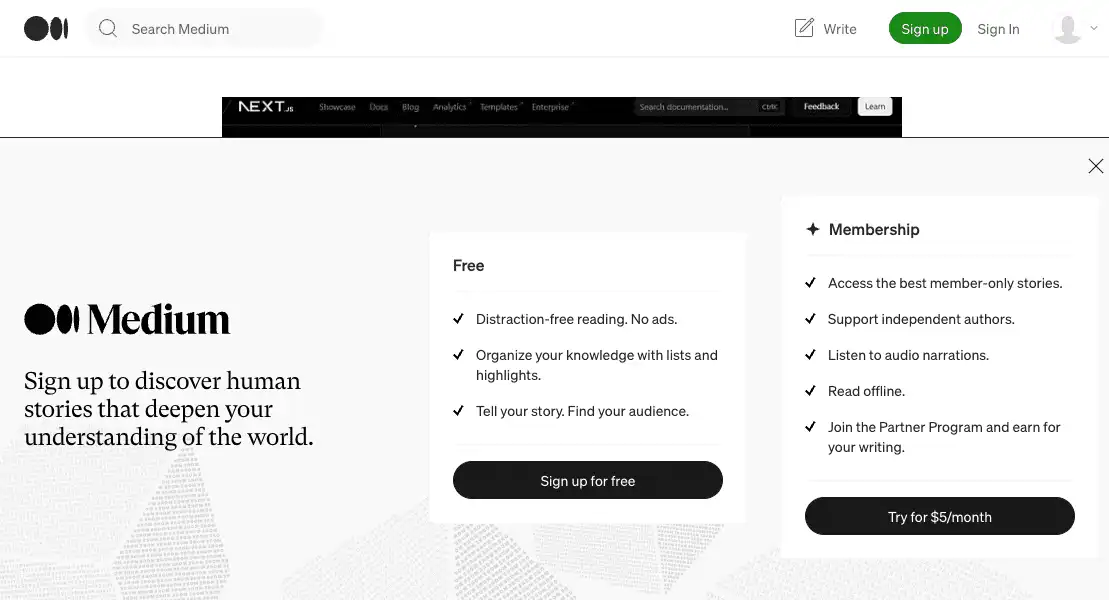 Search Medium
Write
Sign up
Sign In
NEXT.JS
Showcase Docs Blog Analytics Templates Enterprise
Search documentation... CtrlK
Feedback
Learn
Medium
Sign up to discover human
stories that deepen your
understanding of the world.
Free
Distraction-free reading. No ads.
Organize your knowledge with lists and
highlights.
Tell your story. Find your audience.
Sign up for free
Membership
Access the best member-only stories.
Support independent authors.
Listen to audio narrations.
Read offline.
Join the Partner Program and earn for
your writing.
Try for $5/month